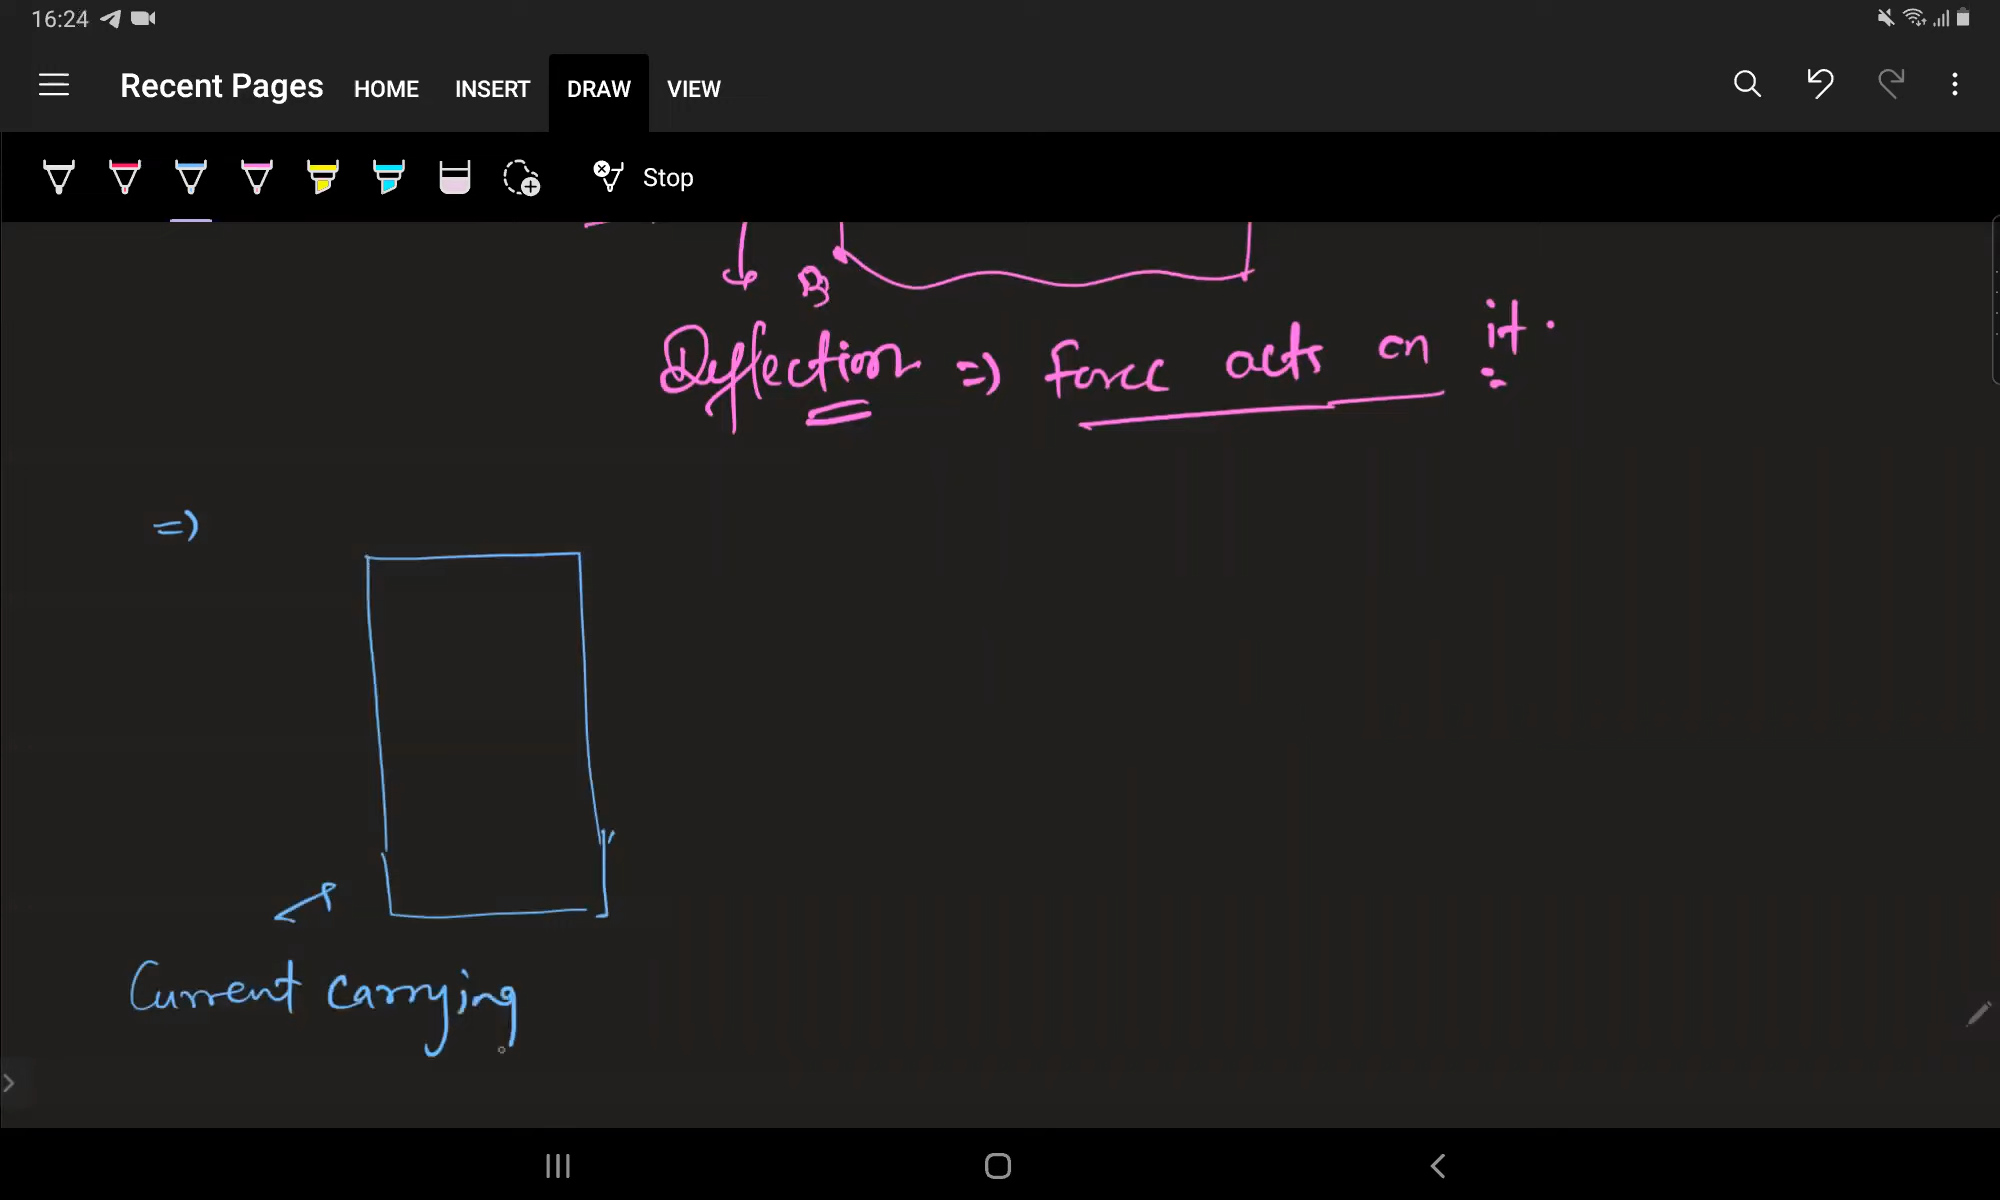 16:24
Recent Pages HOME INSERT DRAW VIEW
Stop
B
Deflection => Force acts on it.
=>
Current carrying